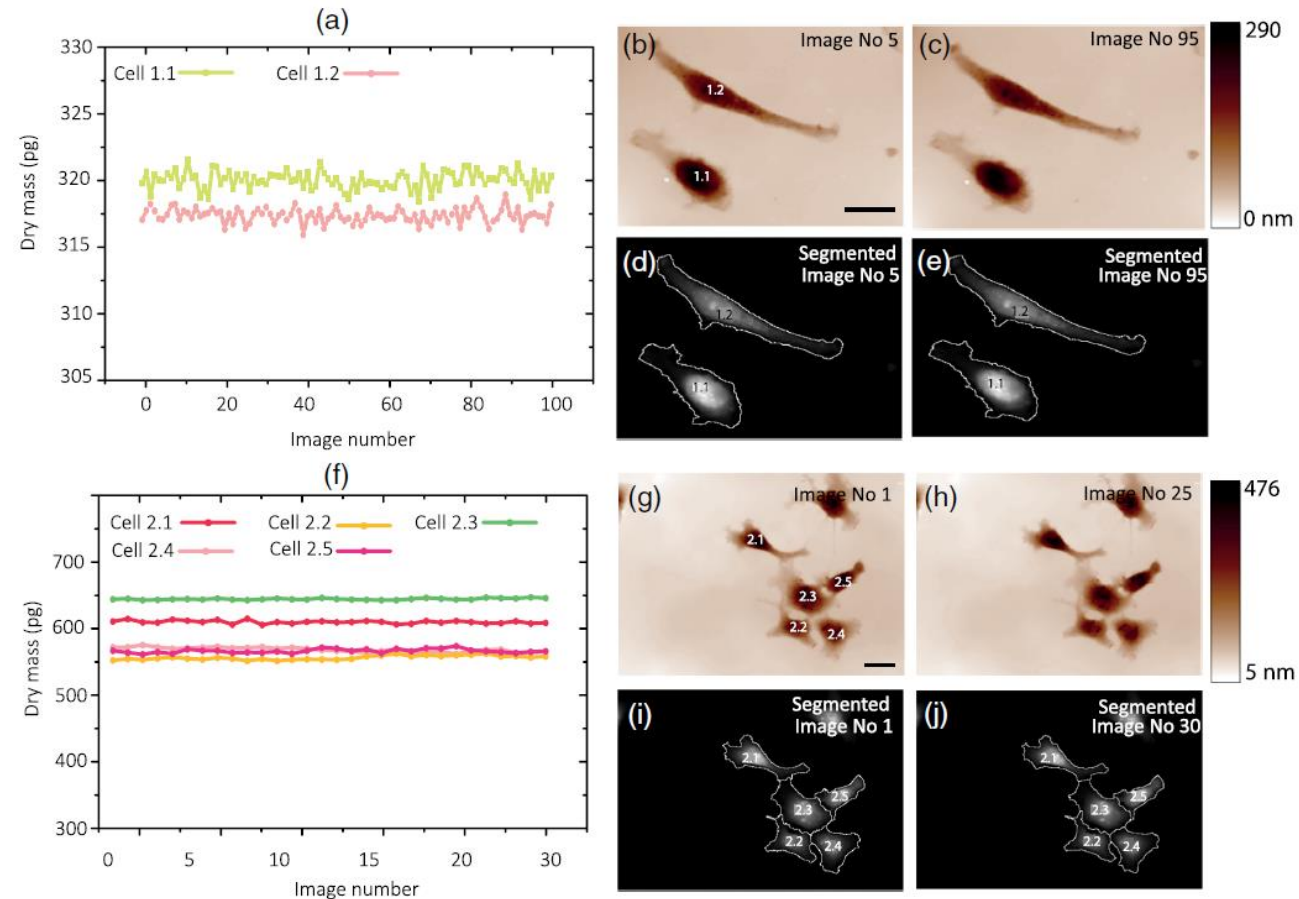 (a)
330
325
320
315
310
305
Dry mass (pg)
Cell 1.1 Cell 1.2
0 20 40 60 80 100
Image number
(b) Image No 5
1.2
1.1
(c) Image No 95
290
0 nm
(d) Segmented
Image No 5
1.2
1.1
(e) Segmented
Image No 95
1.2
1.1
(f)
700
600
500
400
300
Dry mass (pg)
Cell 2.1 Cell 2.2 Cell 2.3
Cell 2.4 Cell 2.5
0 5 10 15 20 30
Image number
(g) Image No 1
2.1
2.5
2.3
2.2 2.4
(h) Image No 25
476
5 nm
(i) Segmented
Image No 1
2.1
2.5
2.3
2.2 2.4
(j) Segmented
Image No 30
2.1
2.5
2.3
2.2 2.4